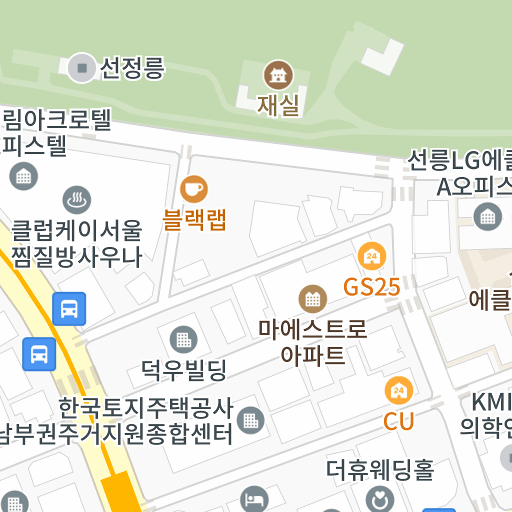 선정릉
재실
림아크로텔
피스텔
선릉LG에클
A오피스
블랙랩
클럽케이서울
찜질방사우나
GS25
에클
마에스트로
아파트
덕우빌딩
한국토지주택공사
남부권주거지원종합센터
CU
KMI
의학연
더휴웨딩홀